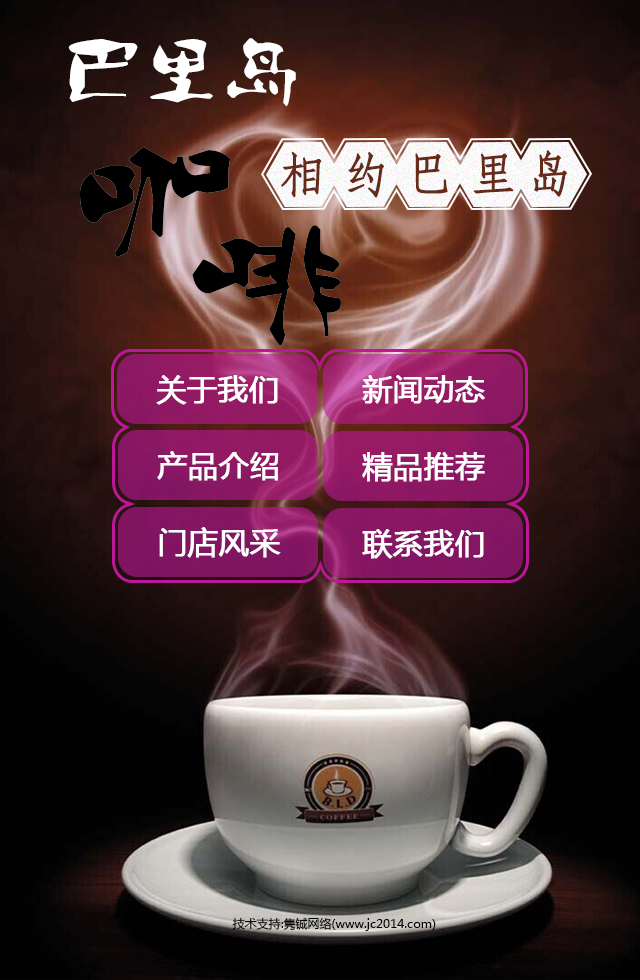 巴里岛
咖
相约巴里岛
啡
关于我们
新闻动态
产品介绍
精品推荐
门店风采
联系我们
B.L.D
COFFEE
技术支持:隽铖网络(www.jc2014.com)